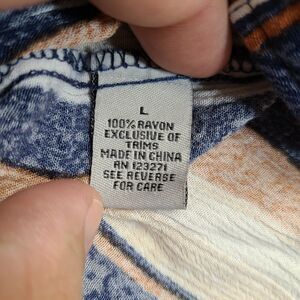 L
100% RAYON
EXCLUSIVE OF
TRIMS
MADE IN CHINA
RN 123271
SEE REVERSE
FOR CARE